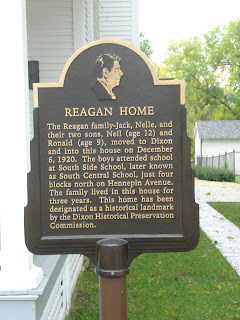 REAGAN HOME
The Reagan family-Jack, Nelle, and
their two sons, Neil (age 12) and
Ronald (age 9), moved to Dixon
and into this house on December
6, 1920. The boys attended school
at South Side School, later known
as South Central School, just four
blocks north on Hennepin Avenue.
The family lived in this house for
three years. This home has been
designated as a historical landmark
by the Dixon Historical Preservation
Commission.